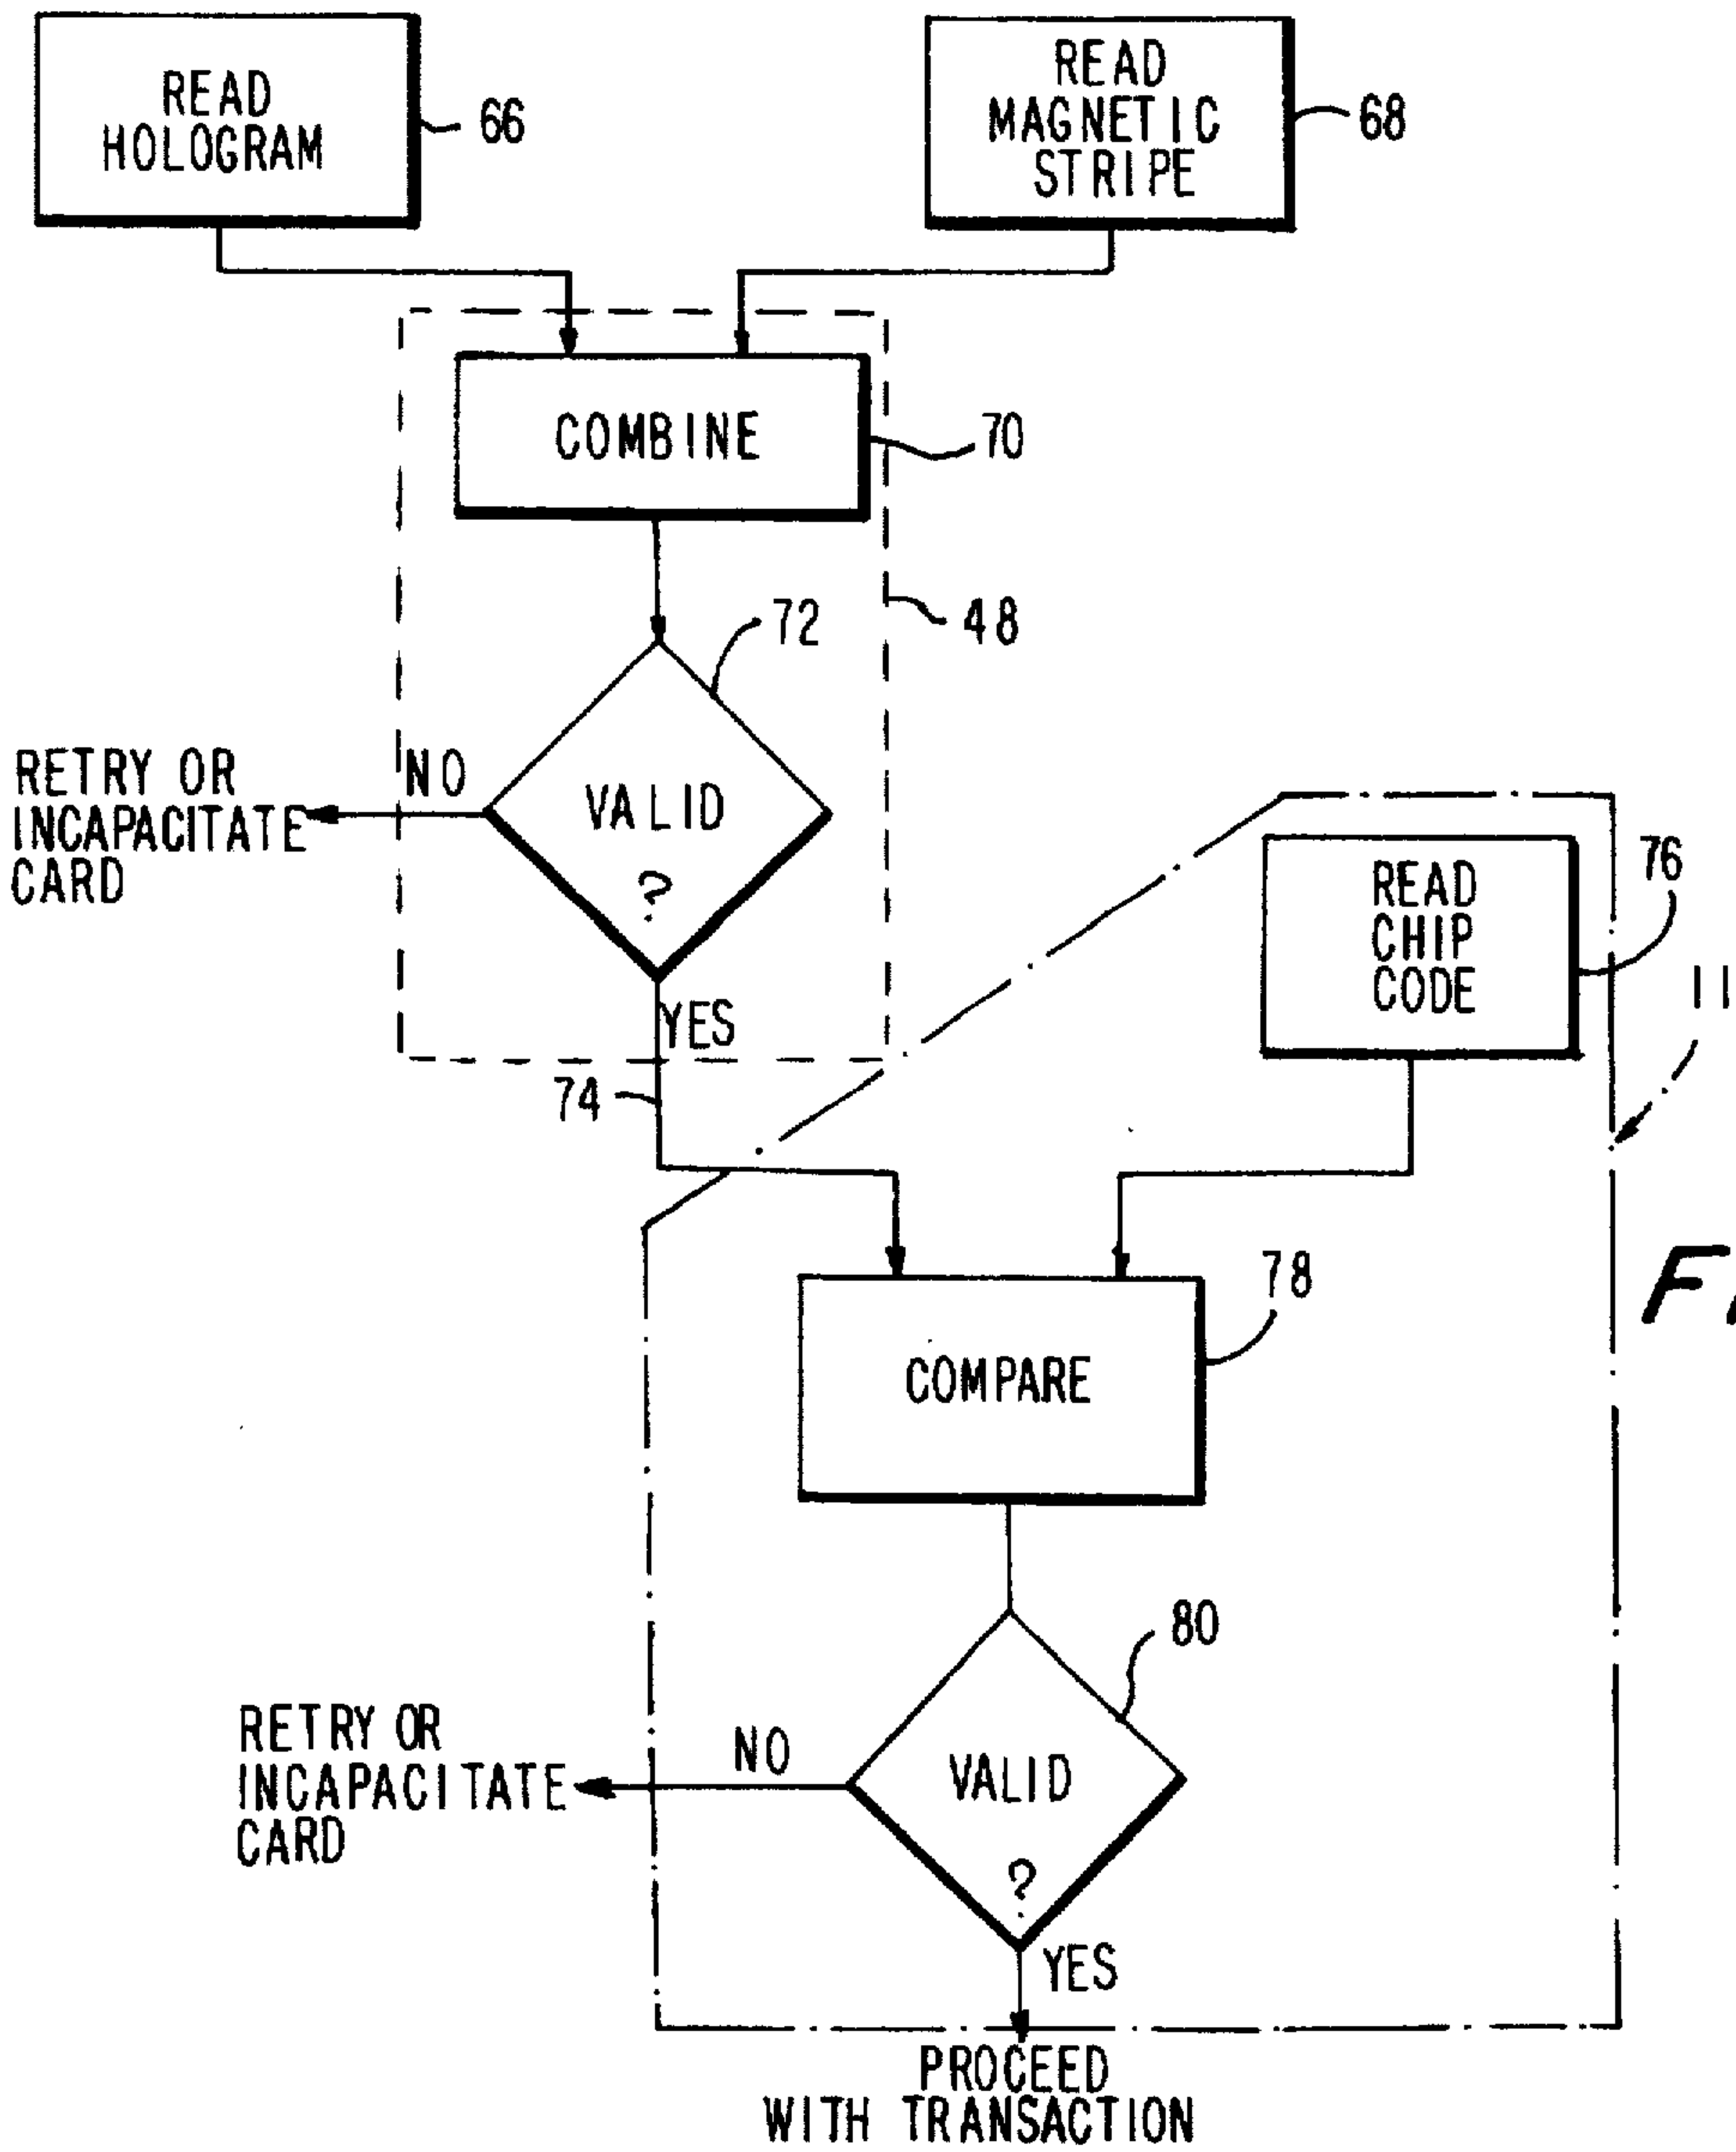 READ
HOLOGRAM
66
READ
MAGNETIC
STRIPE
68
COMBINE
70
72
48
RETRY OR
INCAPACITATE
CARD
NO
VALID
?
YES
74
READ
CHIP
CODE
76
11
78
COMPARE
80
RETRY OR
INCAPACITATE
CARD
NO
VALID
?
YES
PROCEED
WITH TRANSACTION